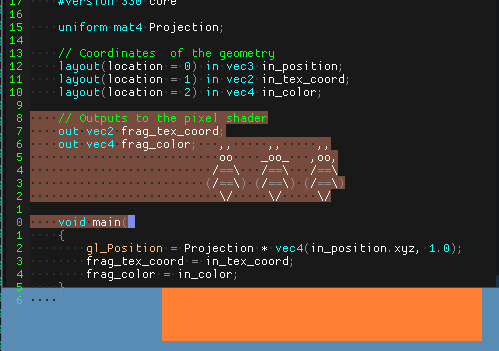 17 #version 330 core
16
15 uniform mat4 Projection;
14
13 // Coordinates  of the geometry
12 layout(location = 0) in vec3 in_position;
11 layout(location = 1) in vec2 in_tex_coord;
10 layout(location = 2) in vec4 in_color;
9
8 // Outputs to the pixel shader
7 out vec2 frag_tex_coord;
6 out vec4 frag_color;   ,,     ,,     ,,
5                        oo    _oo_   ,oo,
4                       /==\   /==\   /==\
3                      (/==\) (/==\) (/==\)
2                        \/     \/     \/
1
0 void main(
1 {
2     gl_Position = Projection * vec4(in_position.xyz, 1.0);
3     frag_tex_coord = in_tex_coord;
4     frag_color = in_color;
5 }
6 ····